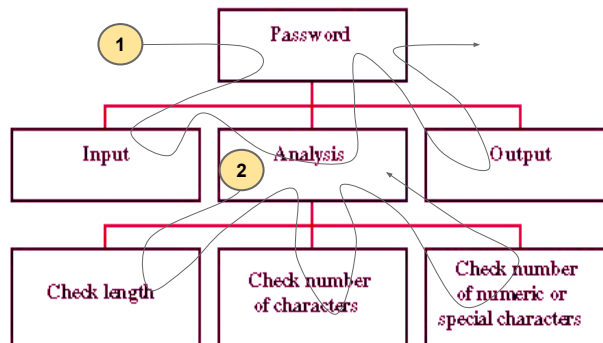 1
Password
Input
Analysis
Output
2
Check length
Check number
of characters
Check number
of numeric or
special characters